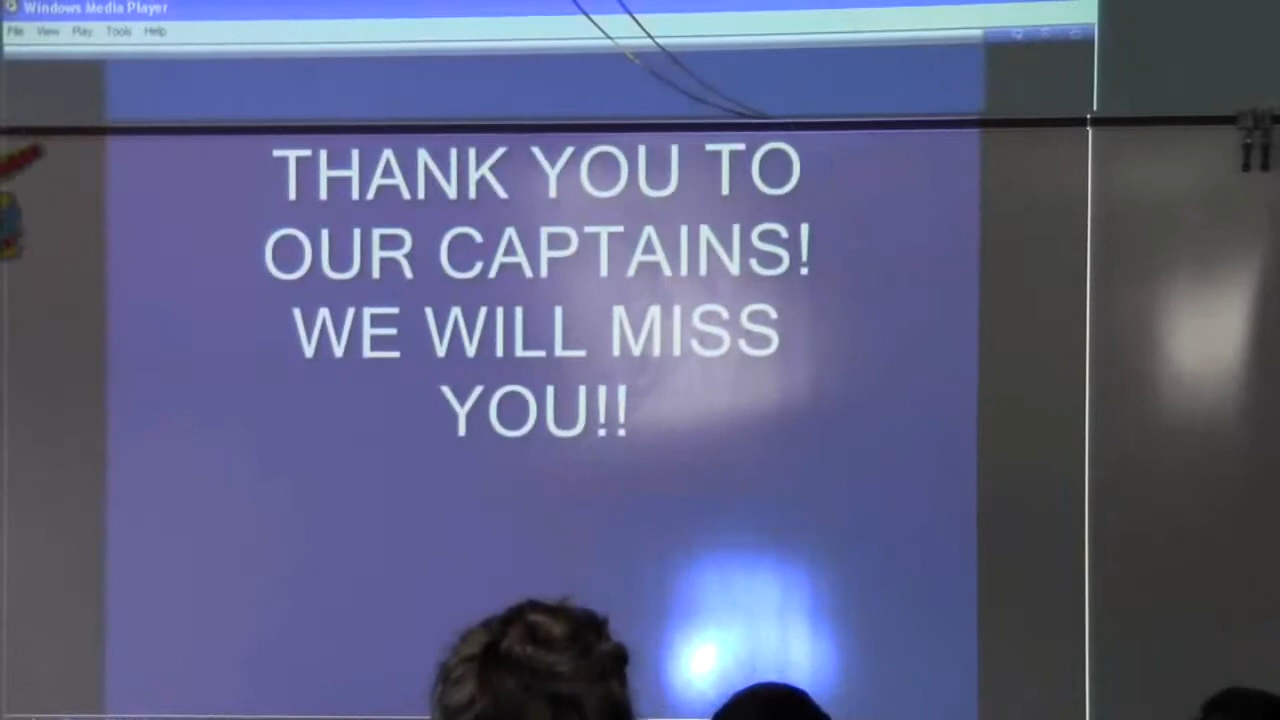 Windows Media Player
File View Play Tools Help
THANK YOU TO
OUR CAPTAINS!
WE WILL MISS
YOU!!